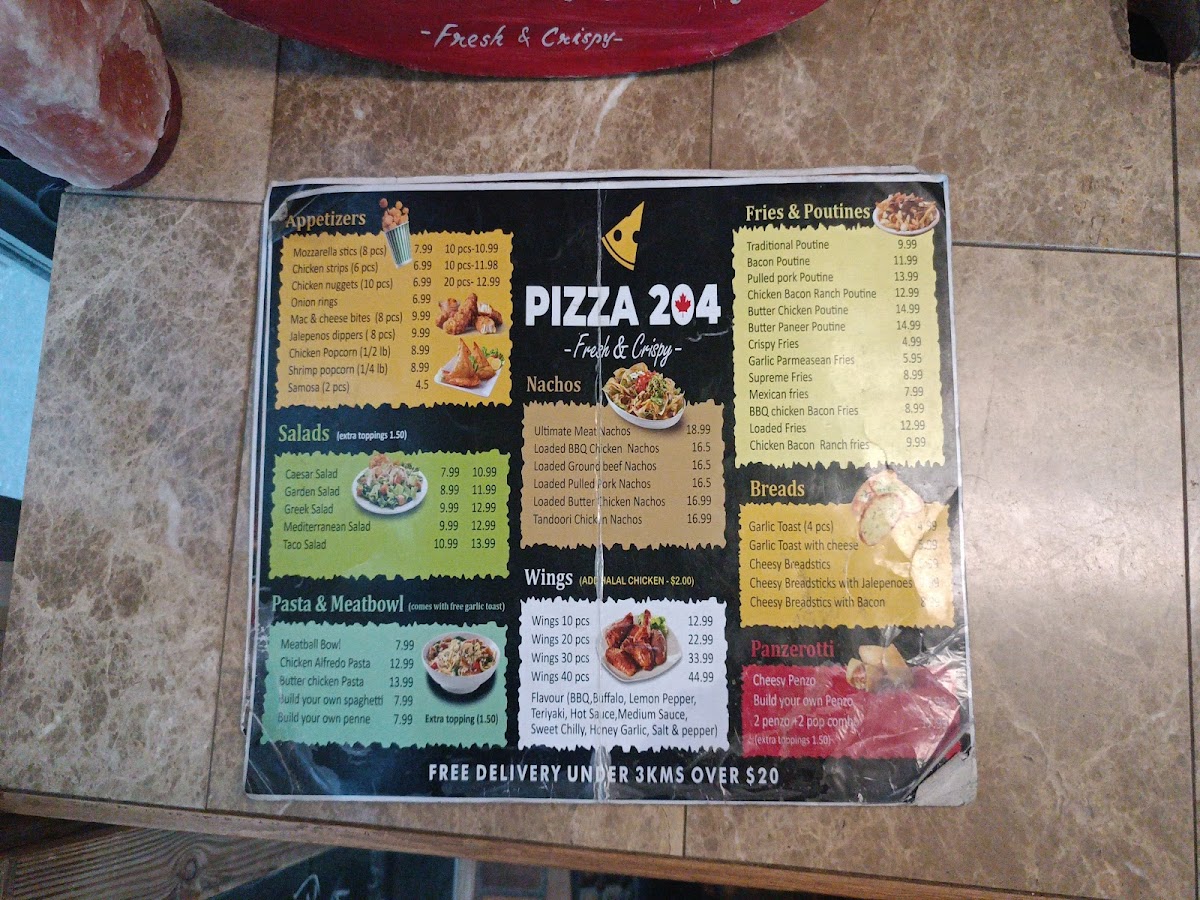 -Fresh & Crispy-
Appetizers
Mozzarella stics (8 pcs) 7.99 10 pcs-10.99
Chicken strips (6 pcs) 6.99 10 pcs-11.98
Chicken nuggets (10 pcs) 6.99 20 pcs- 12.99
Onion rings 6.99
Mac & cheese bites (8 pcs) 9.99
Jalepenos dippers ( 8 pcs) 9.99
Chicken Popcorn (1/2 lb) 8.99
Shrimp popcorn (1/4 lb) 8.99
Samosa (2 pcs) 4.5
Salads (extra toppings 1.50)
Caesar Salad 7.99 10.99
Garden Salad 8.99 11.99
Greek Salad 9.99 12.99
Mediterranean Salad 9.99 12.99
Taco Salad 10.99 13.99
Pasta & Meatbowl (comes with free garlic toast)
Meatball Bowl 7.99
Chicken Alfredo Pasta 12.99
Butter chicken Pasta 13.99
Build your own spaghetti 7.99
Build your own penne 7.99
Extra topping (1.50)
PIZZA 204
-Fresh & Crispy-
Nachos
Ultimate Meat Nachos 18.99
Loaded BBQ Chicken Nachos 16.5
Loaded Ground beef Nachos 16.5
Loaded Pulled Pork Nachos 16.5
Loaded Butter Chicken Nachos 16.99
Tandoori Chicken Nachos 16.99
Wings (ADD HALAL CHICKEN - $2.00)
Wings 10 pcs 12.99
Wings 20 pcs 22.99
Wings 30 pcs 33.99
Wings 40 pcs 44.99
Flavour (BBQ,Buffalo, Lemon Pepper,
Teriyaki, Hot Sauce,Medium Sauce,
Sweet Chilly, Honey Garlic, Salt & pepper)
Fries & Poutines
Traditional Poutine 9.99
Bacon Poutine 11.99
Pulled pork Poutine 13.99
Chicken Bacon Ranch Poutine 12.99
Butter Chicken Poutine 14.99
Butter Paneer Poutine 14.99
Crispy Fries 4.99
Garlic Parmeasean Fries 5.95
Supreme Fries 8.99
Mexican fries 7.99
BBQ chicken Bacon Fries 8.99
Loaded Fries 12.99
Chicken Bacon Ranch fries 9.99
Breads
Garlic Toast (4 pcs)
Garlic Toast with cheese
Cheesy Breadstics
Cheesy Breadsticks with Jalepenoes
Cheesy Breadstics with Bacon
Panzerotti
Cheesy Penzo
Build your own Penzo
2 penzo+2 pop combo
(extra toppings 1.50)
FREE DELIVERY UNDER 3KMS OVER $20